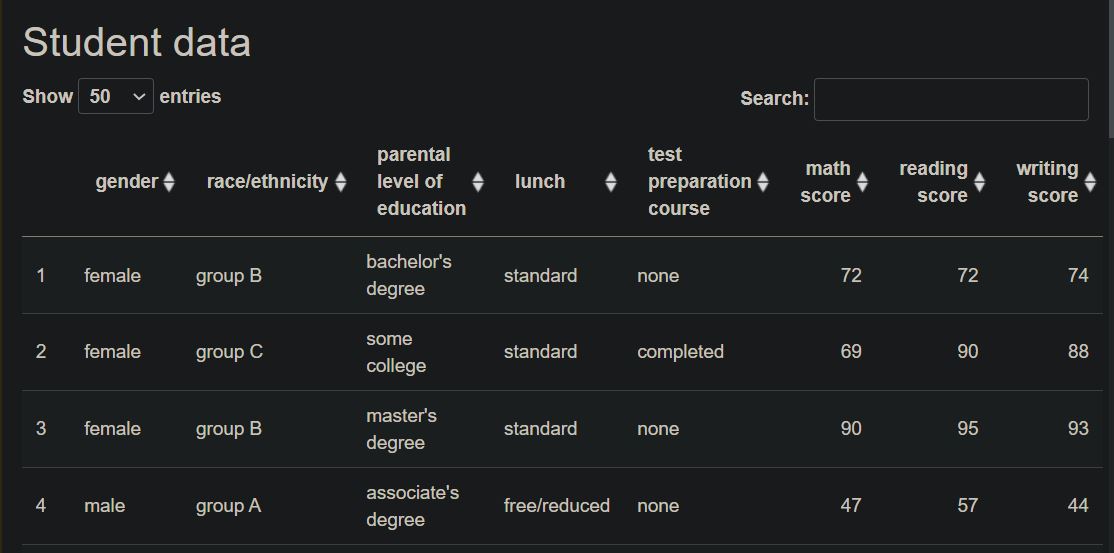 Student data
Show 50 entries
Search:
gender race/ethnicity parental level of education lunch test preparation course math score reading score writing score
1 female group B bachelor's degree standard none 72 72 74
2 female group C some college standard completed 69 90 88
3 female group B master's degree standard none 90 95 93
4 male group A associate's degree free/reduced none 47 57 44